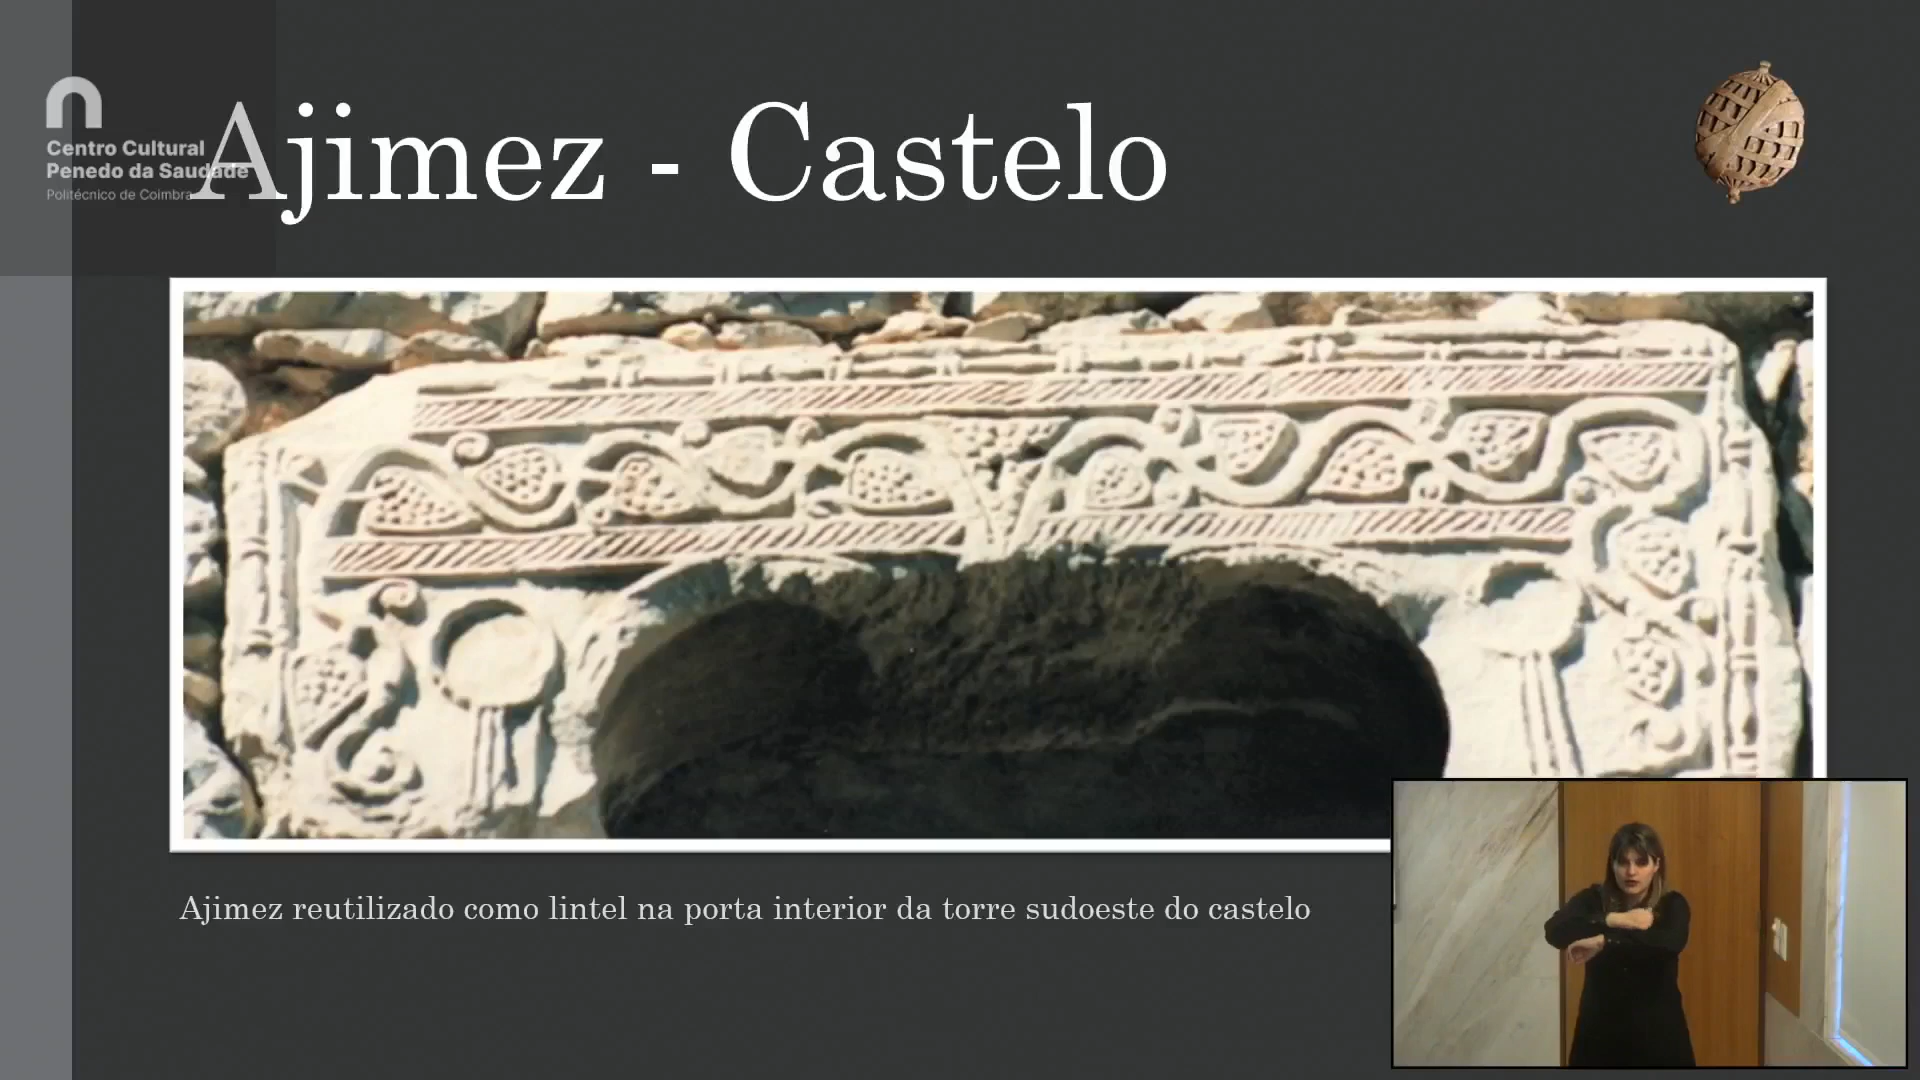 Centro Cultural
Penedo da Saudade
Politécnico de Coimbra
Ajimez - Castelo
Ajimez reutilizado como lintel na porta interior da torre sudoeste do castelo